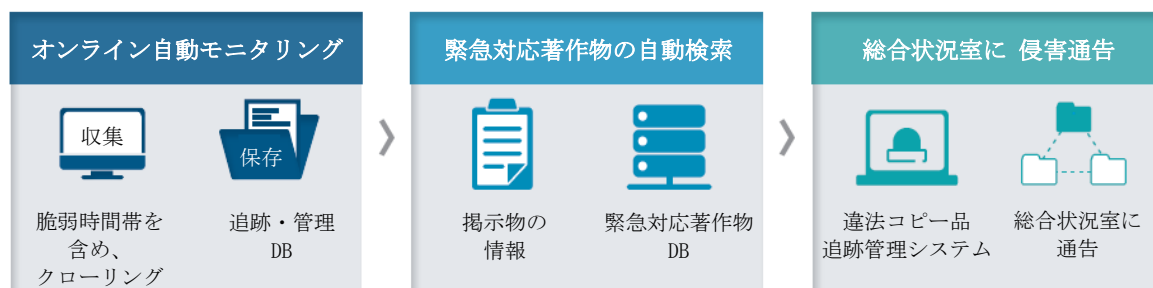 オンライン自動モニタリング
収集
保存
脆弱時間帯を
含め、
クローリング
追跡・管理
DB
緊急対応著作物の自動検索
掲示物の
情報
緊急対応著作物
DB
総合状況室に 侵害通告
違法コピー品
追跡管理システム
総合状況室に
通告